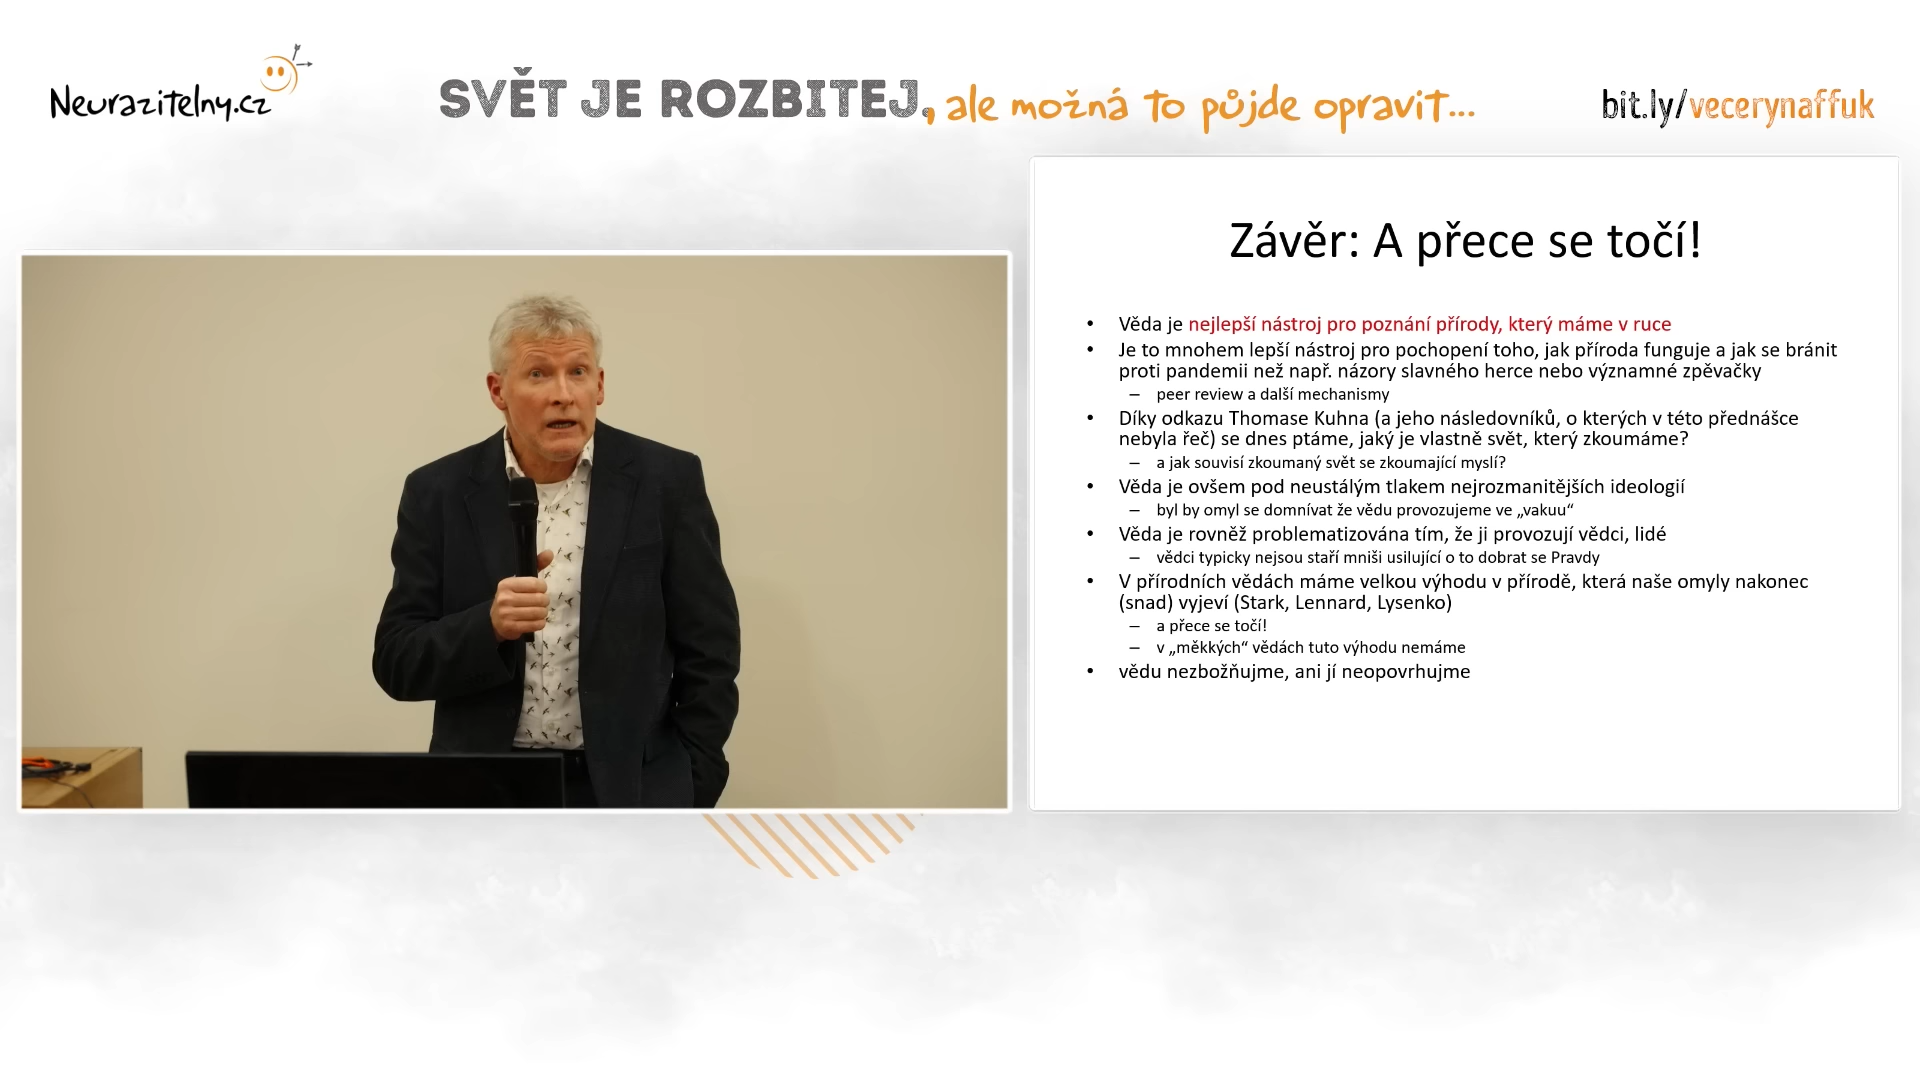 Neurazitelny.cz
SVĚT JE ROZBITEJ, ale možná to půjde opravit...
bit.ly/vecerynaffuk
Závěr: A přece se točí!
• Věda je nejlepší nástroj pro poznání přírody, který máme v ruce
• Je to mnohem lepší nástroj pro pochopení toho, jak příroda funguje a jak se bránit
proti pandemii než např. názory slavného herce nebo významné zpěvačky
– peer review a další mechanismy
• Díky odkazu Thomase Kuhna (a jeho následovníků, o kterých v této přednášce
nebyla řeč) se dnes ptáme, jaký je vlastně svět, který zkoumáme?
– a jak souvisí zkoumaný svět se zkoumající myslí?
• Věda je ovšem pod neustálým tlakem nejrozmanitějších ideologií
– byl by omyl se domnívat že vědu provozujeme ve „vakuu“
• Věda je rovněž problematizována tím, že ji provozují vědci, lidé
– vědci typicky nejsou staří mniši usilující o to dobrat se Pravdy
• V přírodních vědách máme velkou výhodu v přírodě, která naše omyly nakonec
(snad) vyjeví (Stark, Lennard, Lysenko)
– a přece se točí!
– v „měkkých“ vědách tuto výhodu nemáme
• vědu nezbožňujme, ani jí neopovrhujme